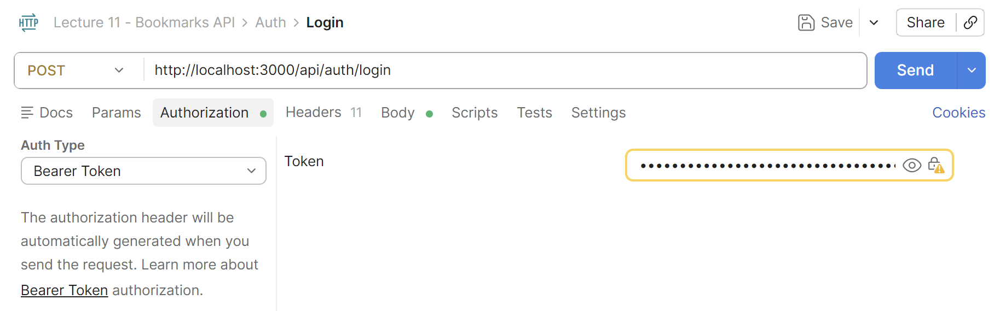 HTTP Lecture 11 - Bookmarks API > Auth > Login Save Share
POST http://localhost:3000/api/auth/login Send
Docs Params Authorization Headers 11 Body Scripts Tests Settings Cookies
Auth Type
Bearer Token
Token ••••••••••••••••••••••••••••••••
The authorization header will be
automatically generated when you
send the request. Learn more about
Bearer Token authorization.